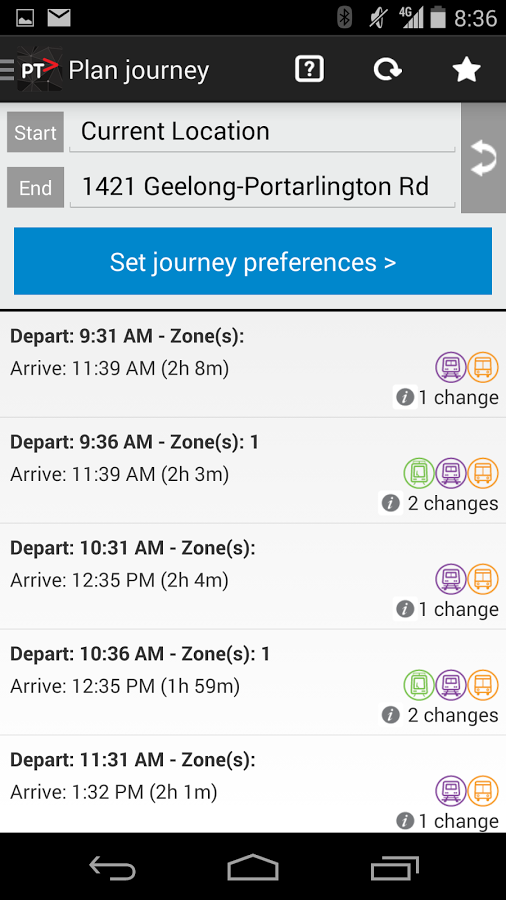 4G 8:36
PT> Plan journey ?
Start Current Location
End 1421 Geelong-Portarlington Rd
Set journey preferences >
Depart: 9:31 AM - Zone(s):
Arrive: 11:39 AM (2h 8m)
i 1 change
Depart: 9:36 AM - Zone(s): 1
Arrive: 11:39 AM (2h 3m)
i 2 changes
Depart: 10:31 AM - Zone(s):
Arrive: 12:35 PM (2h 4m)
i 1 change
Depart: 10:36 AM - Zone(s): 1
Arrive: 12:35 PM (1h 59m)
i 2 changes
Depart: 11:31 AM - Zone(s):
Arrive: 1:32 PM (2h 1m)
i 1 change